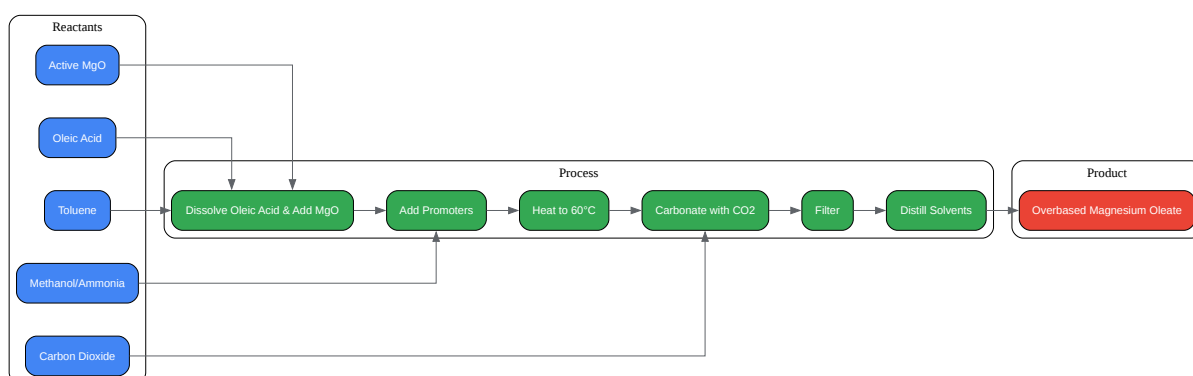 Reactants
Active MgO
Oleic Acid
Toluene
Methanol/Ammonia
Carbon Dioxide
Process
Dissolve Oleic Acid & Add MgO
Add Promoters
Heat to 60°C
Carbonate with CO2
Filter
Distill Solvents
Product
Overbased Magnesium Oleate